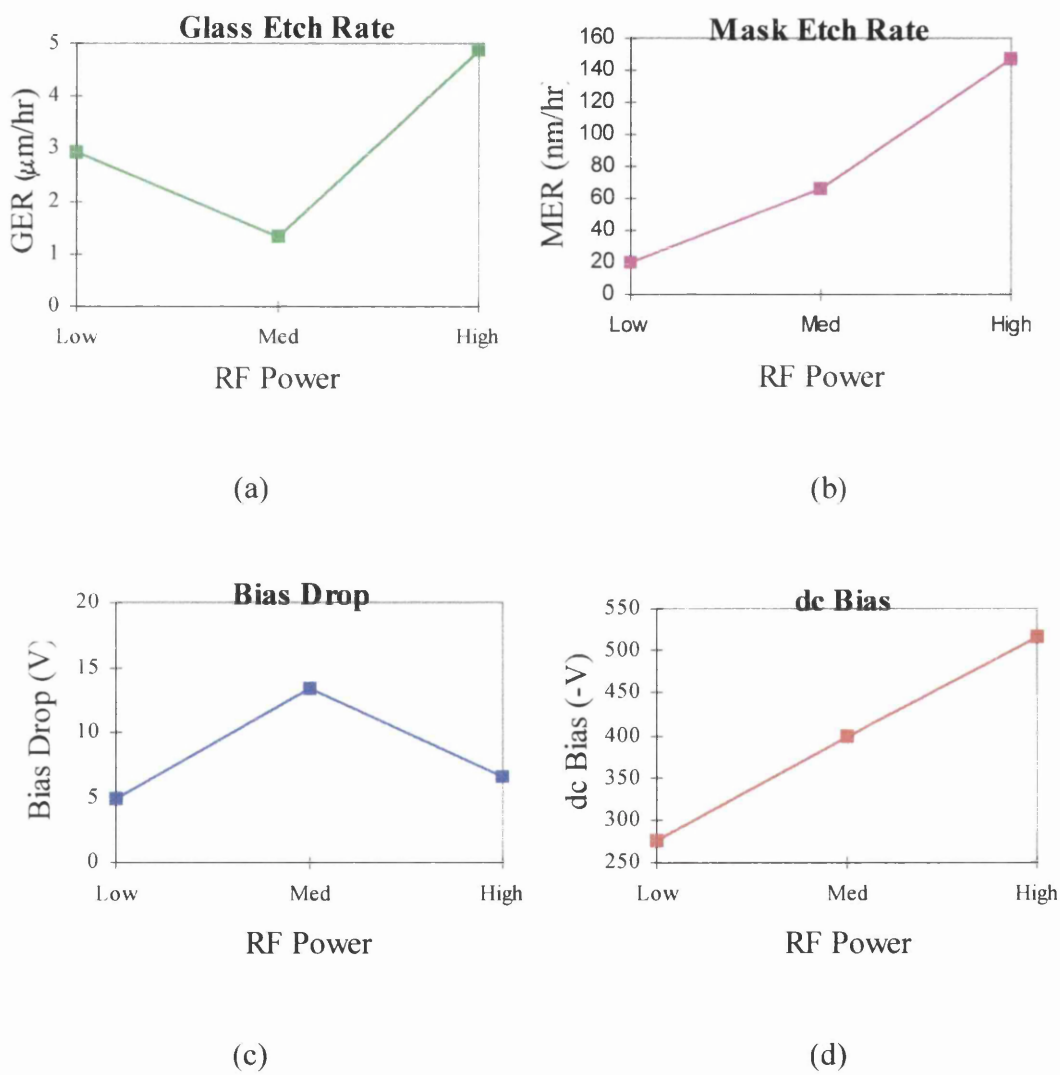 Glass Etch Rate
GER (μm/hr)
5
4
3
2
1
0
Low Med High
RF Power
(a)
Mask Etch Rate
MER (nm/hr)
160
140
120
100
80
60
40
20
0
Low Med High
RF Power
(b)
Bias Drop
Bias Drop (V)
20
15
10
5
0
Low Med High
RF Power
(c)
dc Bias
dc Bias (-V)
550
500
450
400
350
300
250
Low Med High
RF Power
(d)